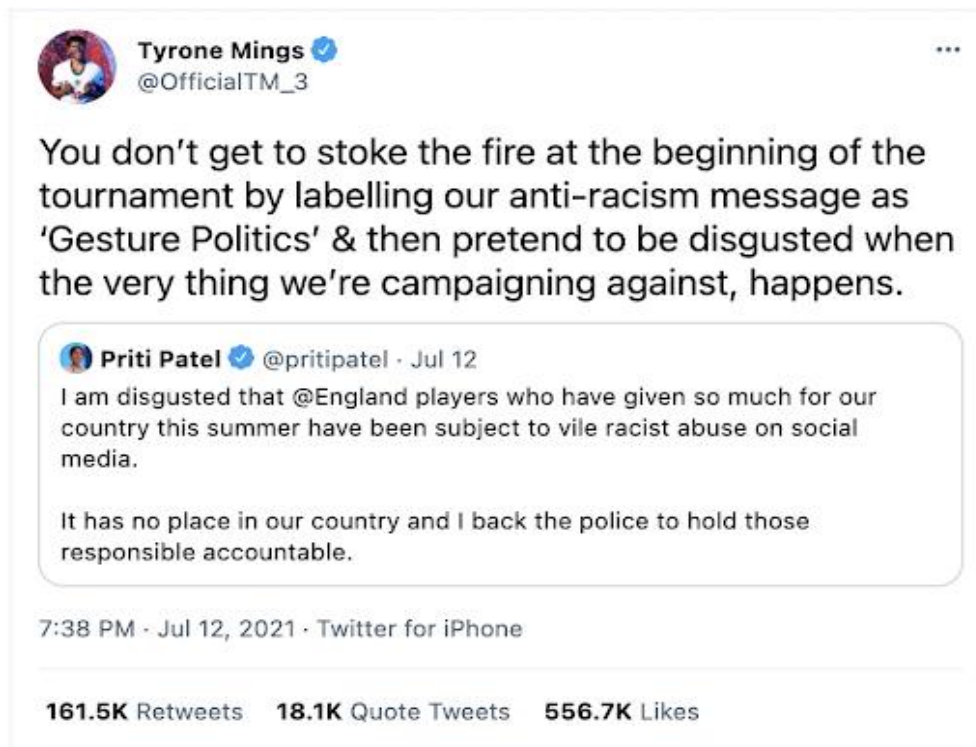 Tyrone Mings
@OfficialTM_3
You don’t get to stoke the fire at the beginning of the
tournament by labelling our anti-racism message as
‘Gesture Politics’ & then pretend to be disgusted when
the very thing we’re campaigning against, happens.
Priti Patel @pritipatel · Jul 12
I am disgusted that @England players who have given so much for our
country this summer have been subject to vile racist abuse on social
media.
It has no place in our country and I back the police to hold those
responsible accountable.
7:38 PM · Jul 12, 2021 · Twitter for iPhone
161.5K Retweets 18.1K Quote Tweets 556.7K Likes